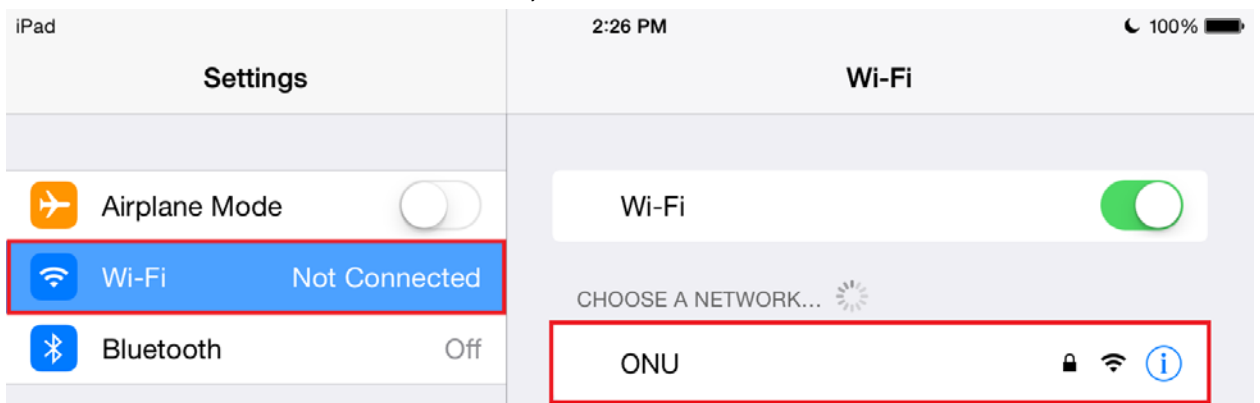 iPad 2:26 PM 100%
Settings Wi-Fi
Airplane Mode Wi-Fi
Wi-Fi Not Connected
CHOOSE A NETWORK...
Bluetooth Off
ONU